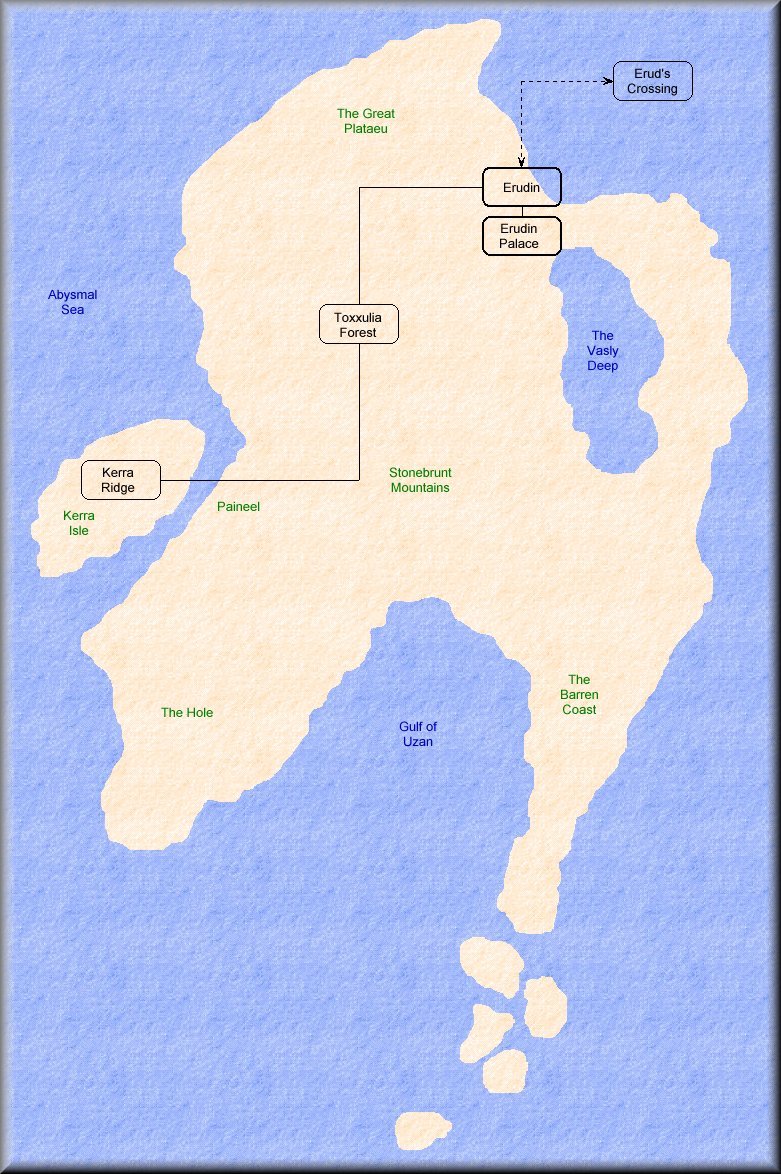 Erud's
Crossing
The Great
Plataeu
Erudin
Erudin
Palace
Abysmal
Sea
Toxxulia
Forest
The
Vasly
Deep
Kerra
Ridge
Stonebrunt
Mountains
Paineel
Kerra
Isle
The
Barren
Coast
The Hole
Gulf of
Uzan